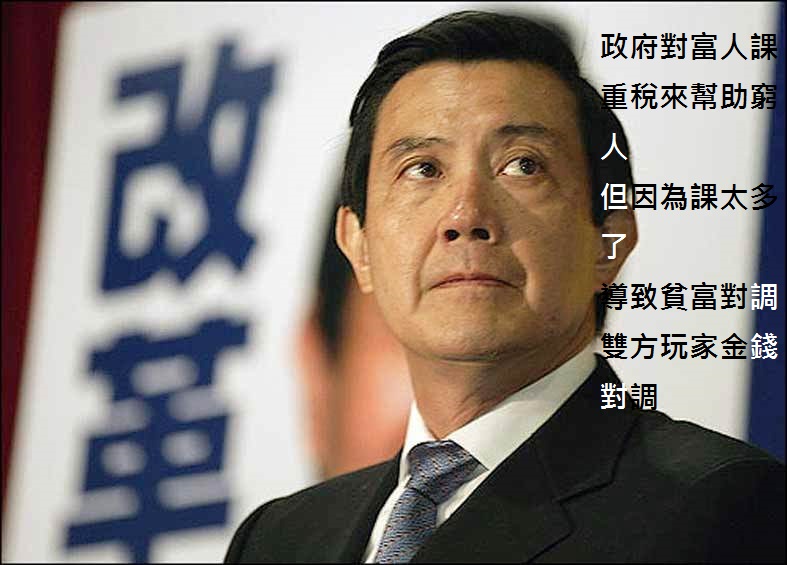 改革
政府對富人課
重稅來幫助窮
人
但因為課太多
了
導致貧富對調
雙方玩家金錢
對調